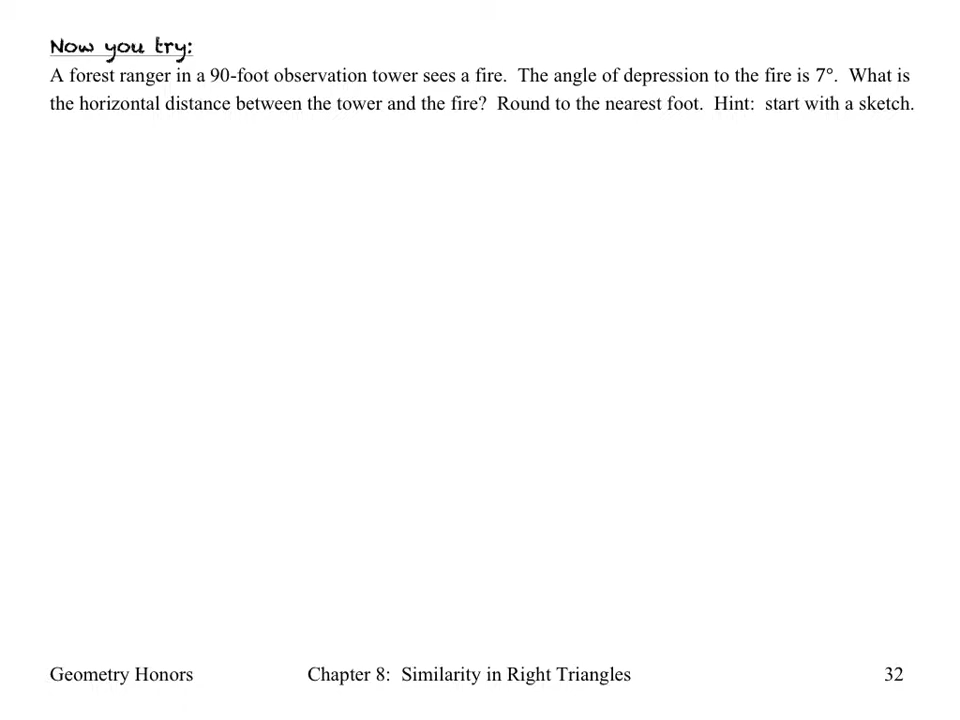 Now you try:
A forest ranger in a 90-foot observation tower sees a fire.  The angle of depression to the fire is 7°.  What is
the horizontal distance between the tower and the fire?  Round to the nearest foot.  Hint:  start with a sketch.
Geometry Honors
Chapter 8:  Similarity in Right Triangles
32